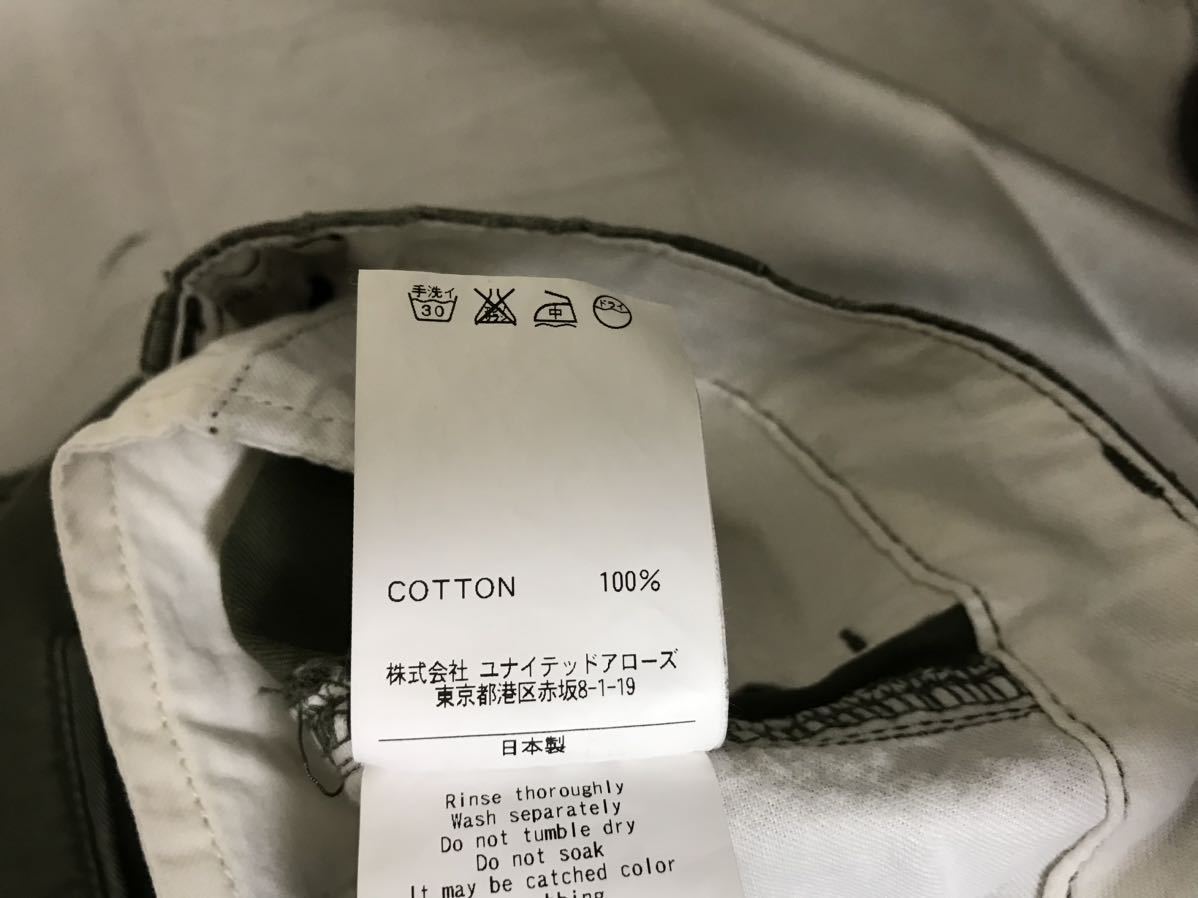 手洗イ 中 ドライ
30
COTTON 100%
株式会社 ユナイテッドアローズ
東京都港区赤坂8-1-19
日本製
Rinse thoroughly
Wash separately
Do not tumble dry
Do not soak
It may be catched color